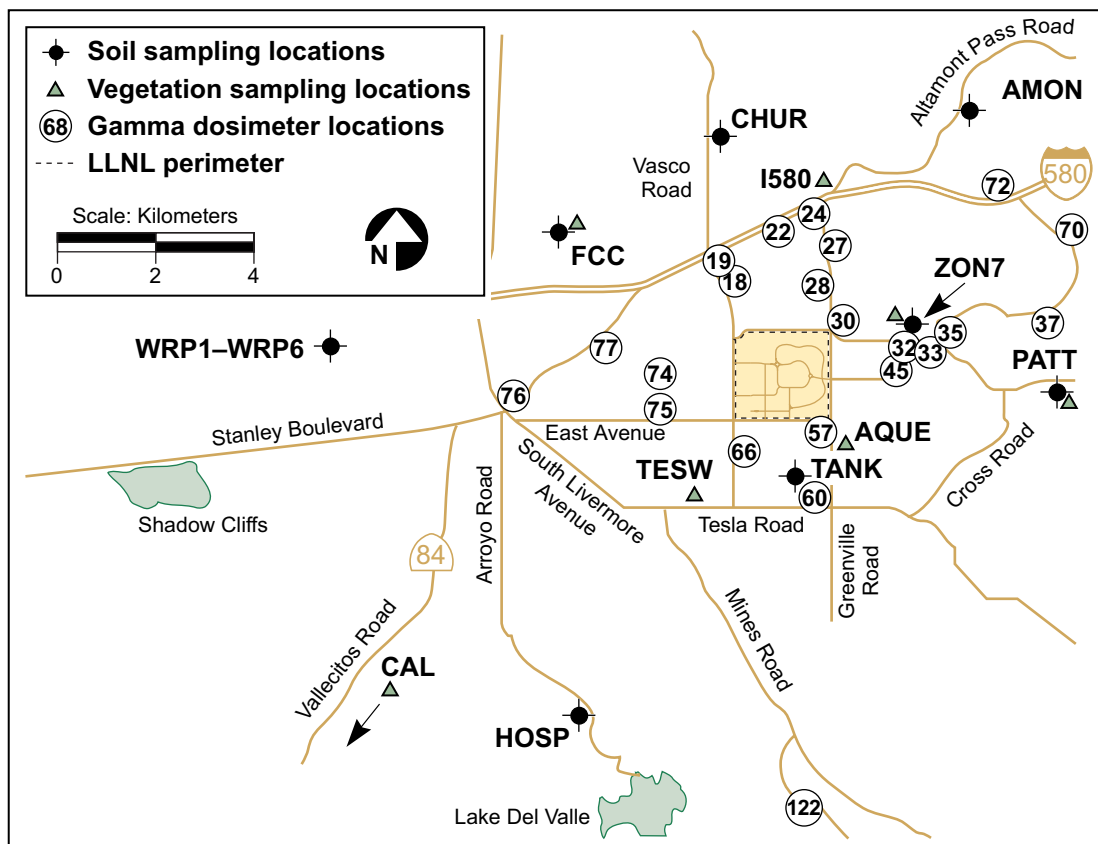 Soil sampling locations
Vegetation sampling locations
68 Gamma dosimeter locations
LLNL perimeter
Scale: Kilometers
0 2 4
N
Altamont Pass Road
AMON
CHUR
Vasco
Road
I580
580
72
24
22
27
70
FCC
19
18
28
ZON7
30
37
35
32
33
45
WRP1–WRP6
77
74
PATT
76
75
Stanley Boulevard
East Avenue
57
AQUE
66
TESW
TANK
60
Cross Road
South Livermore
Avenue
Tesla Road
Shadow Cliffs
84
Arroyo Road
Greenville
Road
Vallecitos Road
Mines Road
CAL
HOSP
Lake Del Valle
122